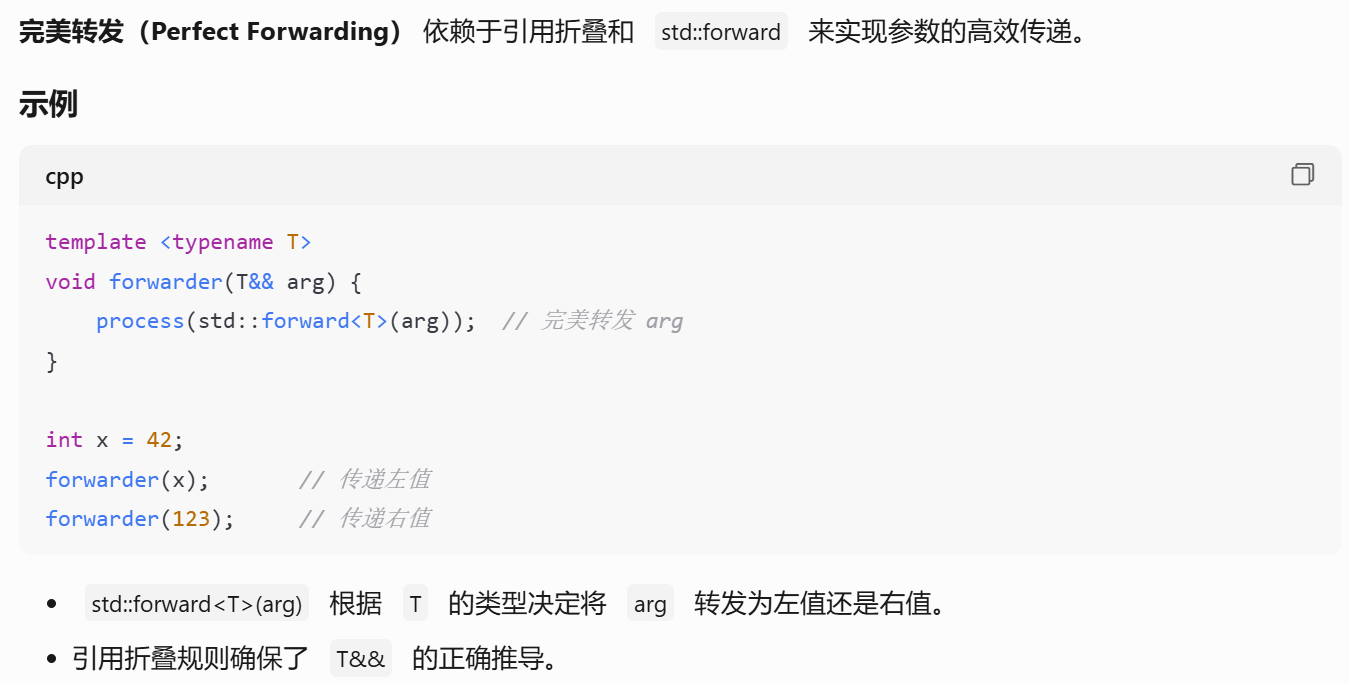 完美转发（Perfect Forwarding） 依赖于引用折叠和 std::forward 来实现参数的高效传递。
示例
cpp
template <typename T>
void forwarder(T&& arg) {
    process(std::forward<T>(arg));  // 完美转发 arg
}
int x = 42;
forwarder(x);       // 传递左值
forwarder(123);     // 传递右值
• std::forward<T>(arg) 根据 T 的类型决定将 arg 转发为左值还是右值。
• 引用折叠规则确保了 T&& 的正确推导。